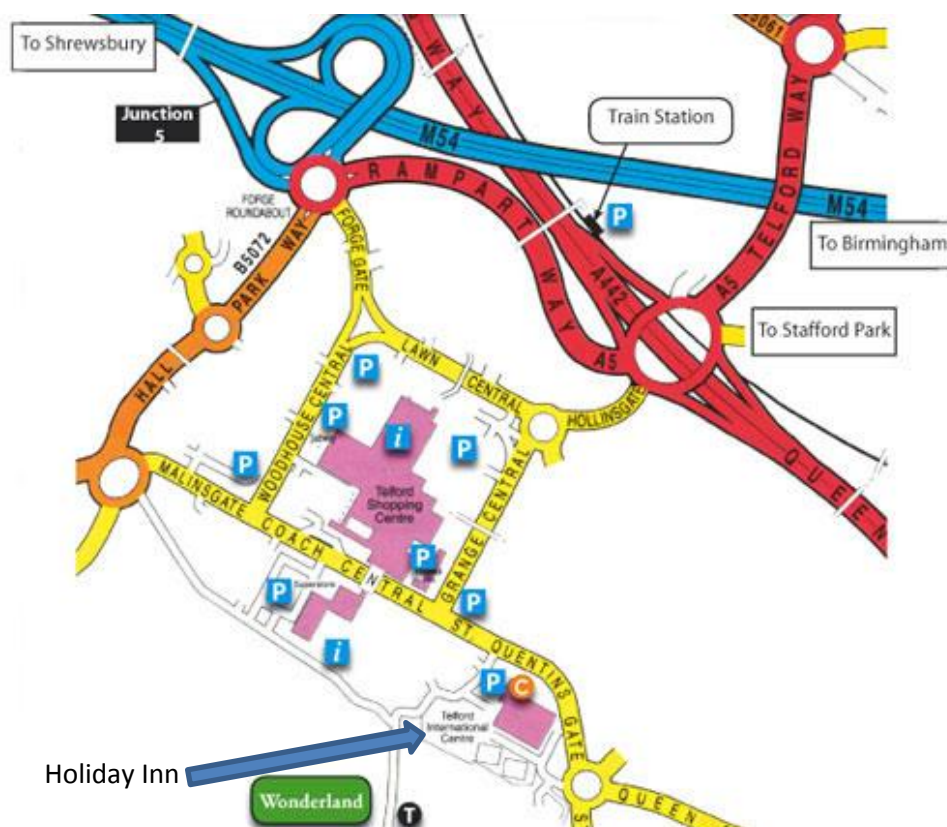 To Shrewsbury
Junction
5
M54
WAY
B5061
Train Station
TELFORD WAY
A5
M54
To Birmingham
To Stafford Park
FORGE
ROUNDABOUT
RAMPART WAY
A5
A442
QUEEN
P
B5072
HALL PARK WAY
FORGE GATE
LAWN CENTRAL
HOLLINSGATE
WOODHOUSE CENTRAL
P
P
i
P
P
MALINSGATE
COACH CENTRAL
GRANGE CENTRAL
Telford
Shopping
Centre
P
P
P
Superstore
i
ST. QUENTINS GATE
P
C
Telford
International
Centre
Holiday Inn
Wonderland
T
QUEEN